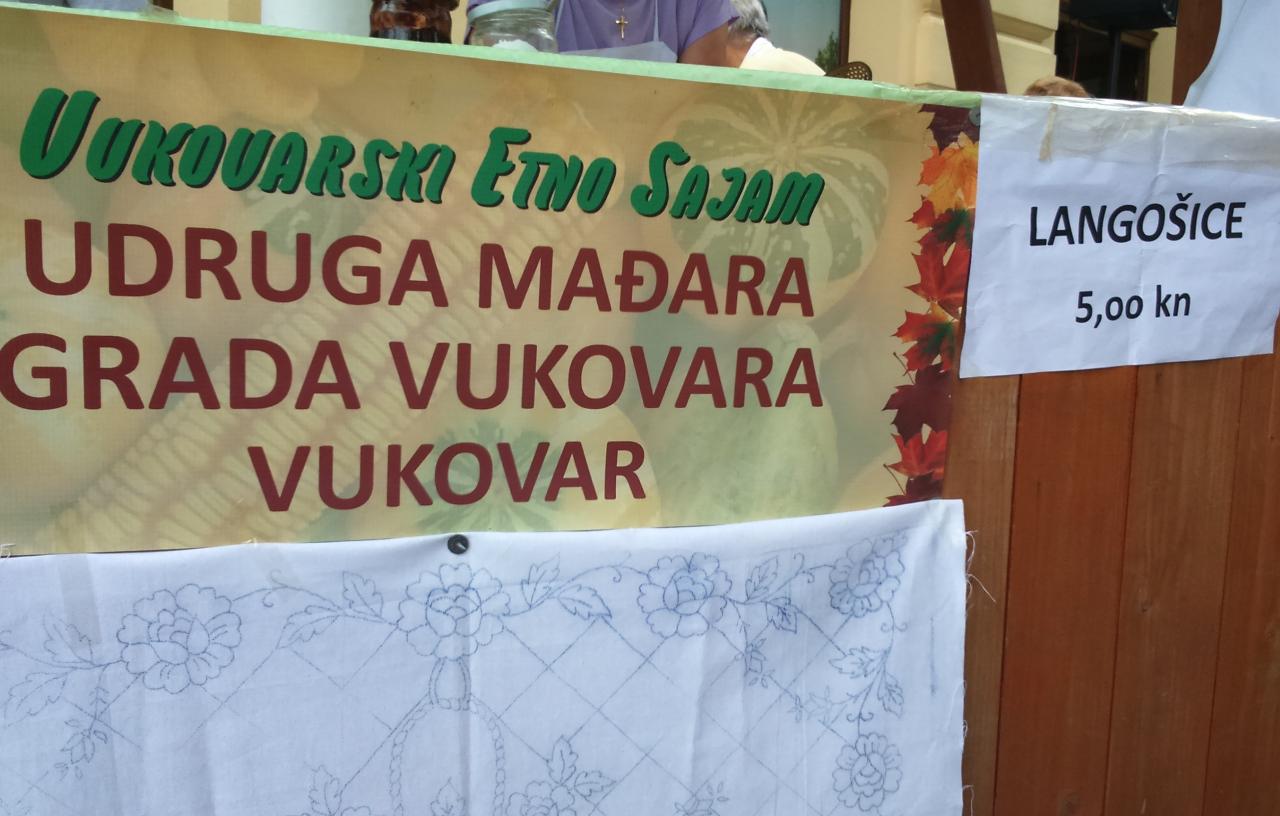 VUKOVARSKI ETNO SAJAM
UDRUGA MAĐARA
GRADA VUKOVARA
VUKOVAR
LANGOŠICE
5,00 kn